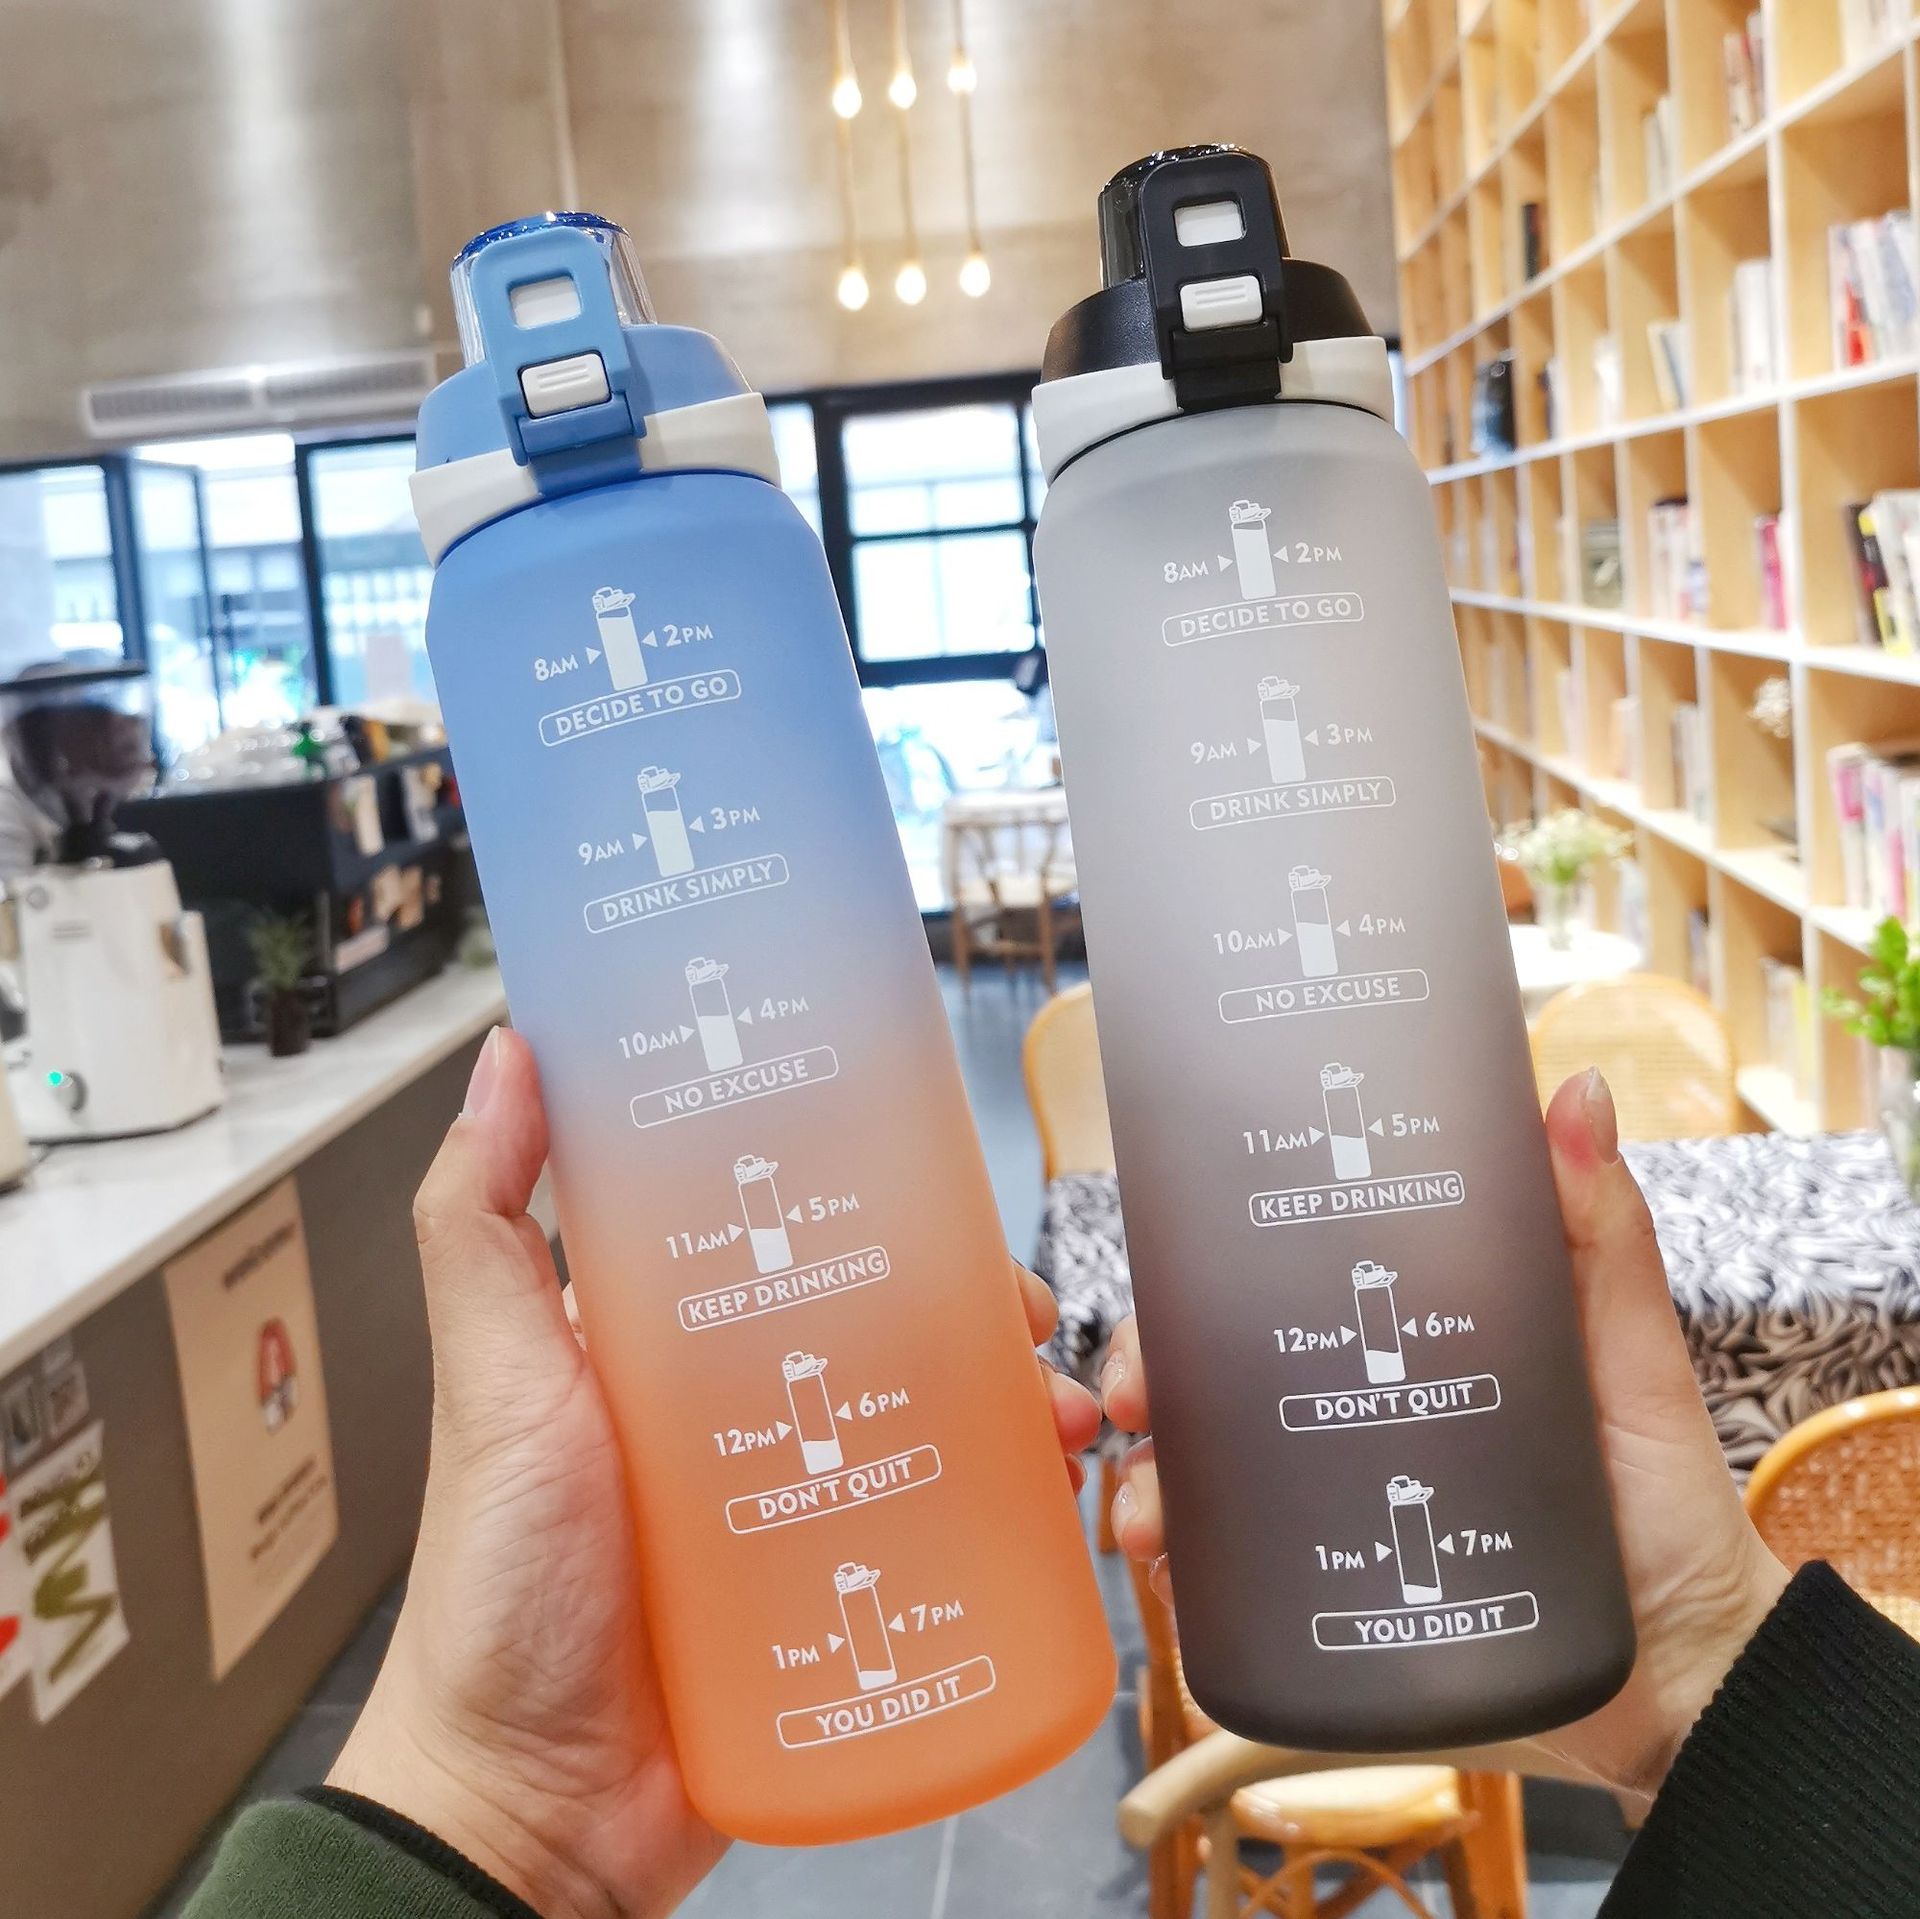 8AM 2PM
DECIDE TO GO
9AM 3PM
DRINK SIMPLY
10AM 4PM
NO EXCUSE
11AM 5PM
KEEP DRINKING
12PM 6PM
DON'T QUIT
1PM 7PM
YOU DID IT
8AM 2PM
DECIDE TO GO
9AM 3PM
DRINK SIMPLY
10AM 4PM
NO EXCUSE
11AM 5PM
KEEP DRINKING
12PM 6PM
DON'T QUIT
1PM 7PM
YOU DID IT